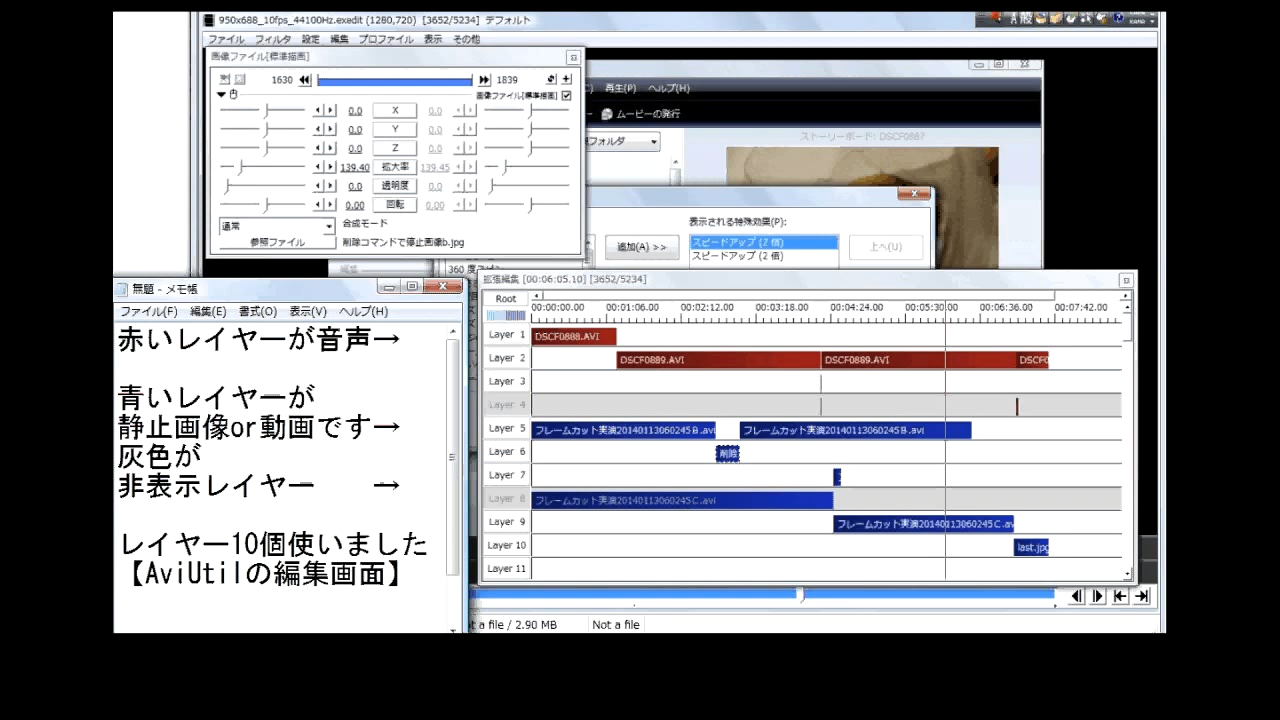 950x688_10fps_44100Hz.exedit (1280,720) [3652/5234] デフォルト
ファイル フィルタ 設定 編集 プロファイル 表示 その他
画像ファイル[標準描画]
1630 1839
画像ファイル[標準描画]
0.0 X 0.0
0.0 Y 0.0
0.0 Z 0.0
139.40 拡大率 139.45
0.0 透明度 0.0
0.00 回転 0.00
通常 合成モード
参照ファイル 削除コマンドで停止画像b.jpg
再生(P) ヘルプ(H)
ムービーの発行
フォルダ
ストーリーボード: DSCF0887
表示される特殊効果(P):
追加(A) >>
スピードアップ (2 倍)
スピードアップ (2 倍)
上へ(U)
編集
360 度
無題 - メモ帳
ファイル(F) 編集(E) 書式(O) 表示(V) ヘルプ(H)
赤いレイヤーが音声→
青いレイヤーが
静止画像or動画です→
灰色が
非表示レイヤー →
レイヤー10個使いました
【AviUtilの編集画面】
拡張編集 [00:06:05.10] [3652/5234]
Root
00:00:00.00 00:01:06.00 00:02:12.00 00:03:18.00 00:04:24.00 00:05:30.00 00:06:36.00 00:07:42.00
Layer 1 DSCF0888.AVI
Layer 2 DSCF0889.AVI DSCF0889.AVI DSCF0
Layer 3
Layer 4
Layer 5 フレームカット実演20140113060245B.avi フレームカット実演20140113060245B.avi
Layer 6 削除
Layer 7
Layer 8 フレームカット実演20140113060245C.avi
Layer 9 フレームカット実演20140113060245C.avi
Layer 10 last.jpg
Layer 11
t a file / 2.90 MB Not a file